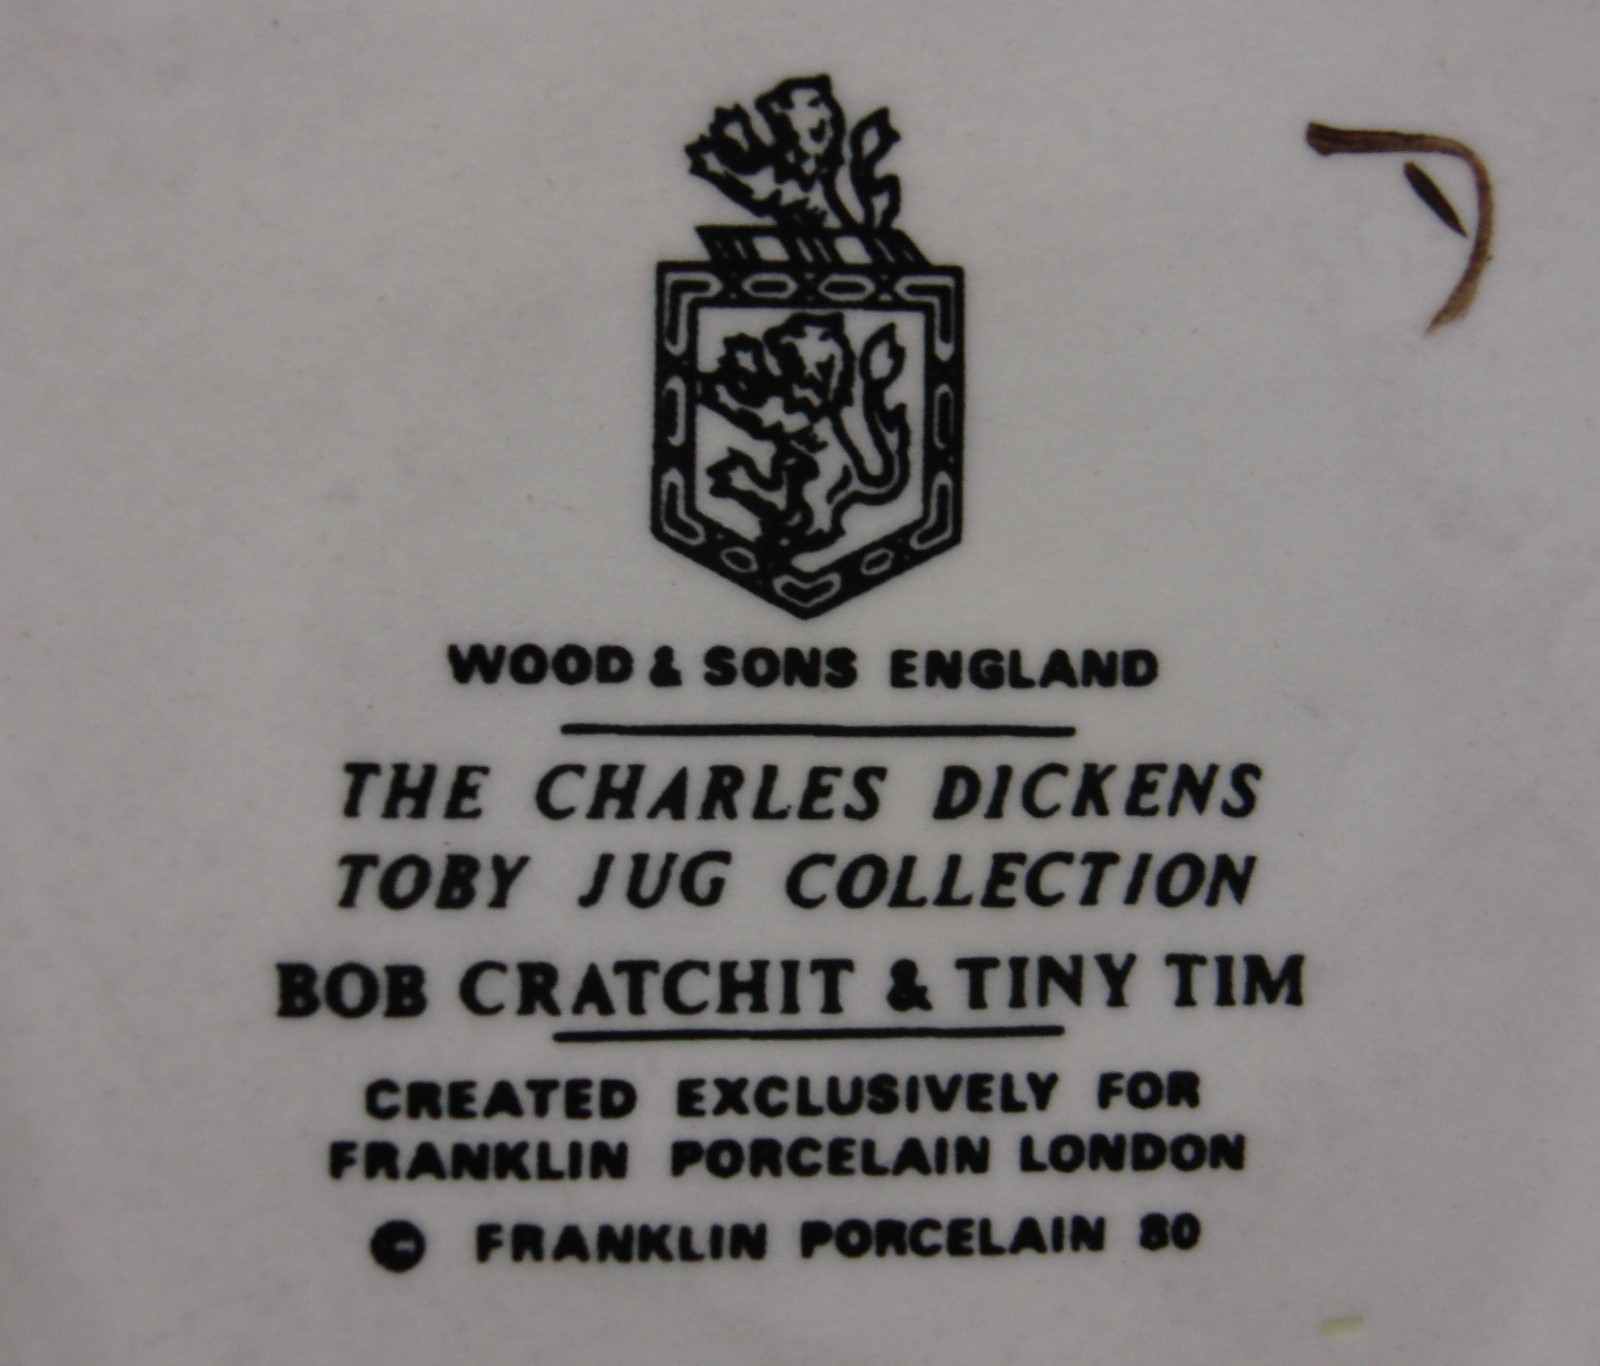 WOOD & SONS ENGLAND
THE CHARLES DICKENS
TOBY JUG COLLECTION
BOB CRATCHIT & TINY TIM
CREATED EXCLUSIVELY FOR
FRANKLIN PORCELAIN LONDON
© FRANKLIN PORCELAIN 80